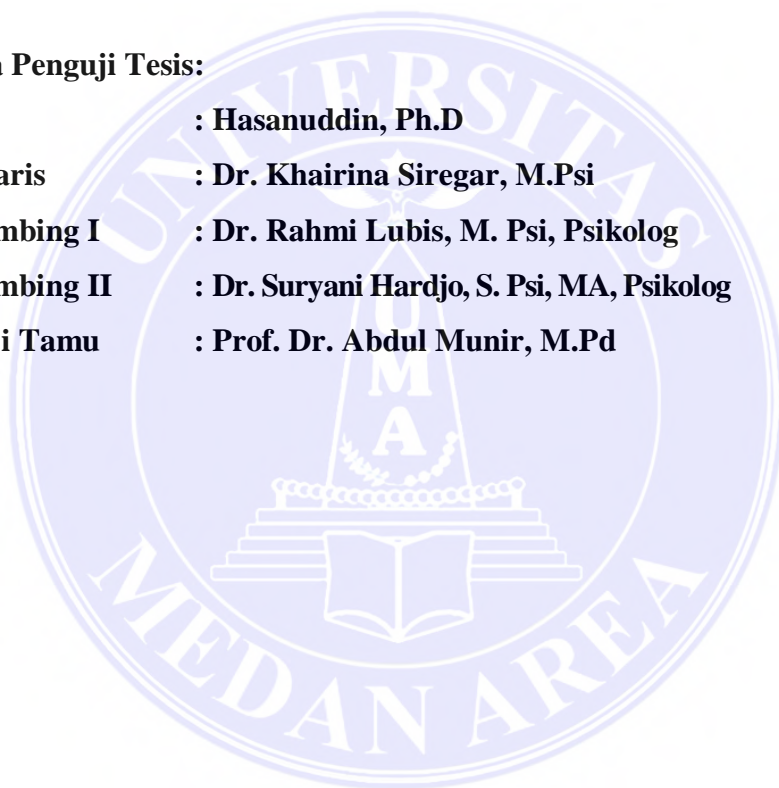 Penguji Tesis:
: Hasanuddin, Ph.D
aris : Dr. Khairina Siregar, M.Psi
mbing I : Dr. Rahmi Lubis, M. Psi, Psikolog
mbing II : Dr. Suryani Hardjo, S. Psi, MA, Psikolog
i Tamu : Prof. Dr. Abdul Munir, M.Pd
UNIVERSITAS
UMA
MEDAN AREA